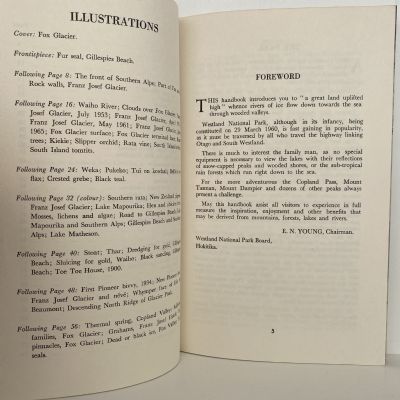 ILLUSTRATIONS
Cover: Fox Glacier.
Frontispiece: Fur seal, Gillespies Beach.
Following Page 8: The front of Southern Alps; Part of
Rock walls, Franz Josef Glacier.
Following Page 16: Waiho River; Clouds over Fox Glacier
Josef Glacier, July 1953; Franz Josef Glacier,
Franz Josef Glacier, May 1961; Franz Josef
1965; Fox Glacier surface; Fox Glacier terminal
trees; Kiekie; Slipper orchid; Rata vine; South Island
South Island tomtits.
Following Page 24: Weka; Pukeko; Tui on
flax; Crested grebe; Black teal.
Following Page 32 (colour): Southern rata; New Zealand
Franz Josef Glacier; Lake Mapourika; Hea and
Mosses, lichens and algae; Road to Gillespies
Mapourika and Southern Alps; Gillespies Beach and Southern
Alps; Lake Matheson.
Following Page 40: Stoat; Thar; Dredging for gold,
Beach; Sluicing for gold, Waiho; Black sanding,
Beach; Toe Toe House, 1900.
Following Page 48: First Pioneer bivvy, 1894; New Pioneer
Franz Josef Glacier and névé; Whymper
Beaumont; Descending North Ridge of Glacier
Following Page 56: Thermal spring, Copland Valley;
families, Fox Glacier; Grahams, Franz Josef
pinnacles, Fox Glacier; Dead or black ice, Fox
seals.
FOREWORD
THIS handbook introduces you to " a great land uplifted
high " whence rivers of ice flow down towards the sea
through wooded valleys.
Westland National Park, although in its infancy, being
constituted on 29 March 1960, is fast gaining in popularity,
as it must be traversed by all who travel the highway linking
Otago and South Westland.
There is much to interest the family man, as no special
equipment is necessary to view the lakes with their reflections
of snow-capped peaks and wooded shores, or the sub-tropical
rain forests which run right down to the sea.
For the more adventurous the Copland Pass, Mount
Tasman, Mount Dampier and dozens of other peaks always
present a challenge.
May this handbook assist all visitors to experience in full
measure the inspiration, enjoyment and other benefits that
may be derived from mountains, forests, lakes and rivers.
E. N. YOUNG, Chairman.
Westland National Park Board,
Hokitika.
5